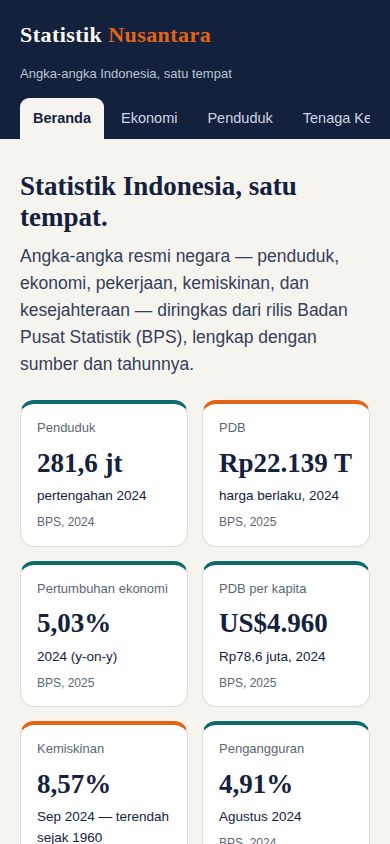 Statistik Nusantara
Angka-angka Indonesia, satu tempat
Beranda Ekonomi Penduduk Tenaga Ke
Statistik Indonesia, satu
tempat.
Angka-angka resmi negara — penduduk,
ekonomi, pekerjaan, kemiskinan, dan
kesejahteraan — diringkas dari rilis Badan
Pusat Statistik (BPS), lengkap dengan
sumber dan tahunnya.
Penduduk
281,6 jt
pertengahan 2024
BPS, 2024
PDB
Rp22.139 T
harga berlaku, 2024
BPS, 2025
Pertumbuhan ekonomi
5,03%
2024 (y-on-y)
BPS, 2025
PDB per kapita
US$4.960
Rp78,6 juta, 2024
BPS, 2025
Kemiskinan
8,57%
Sep 2024 — terendah
sejak 1960
Pengangguran
4,91%
Agustus 2024
BPS, 2024